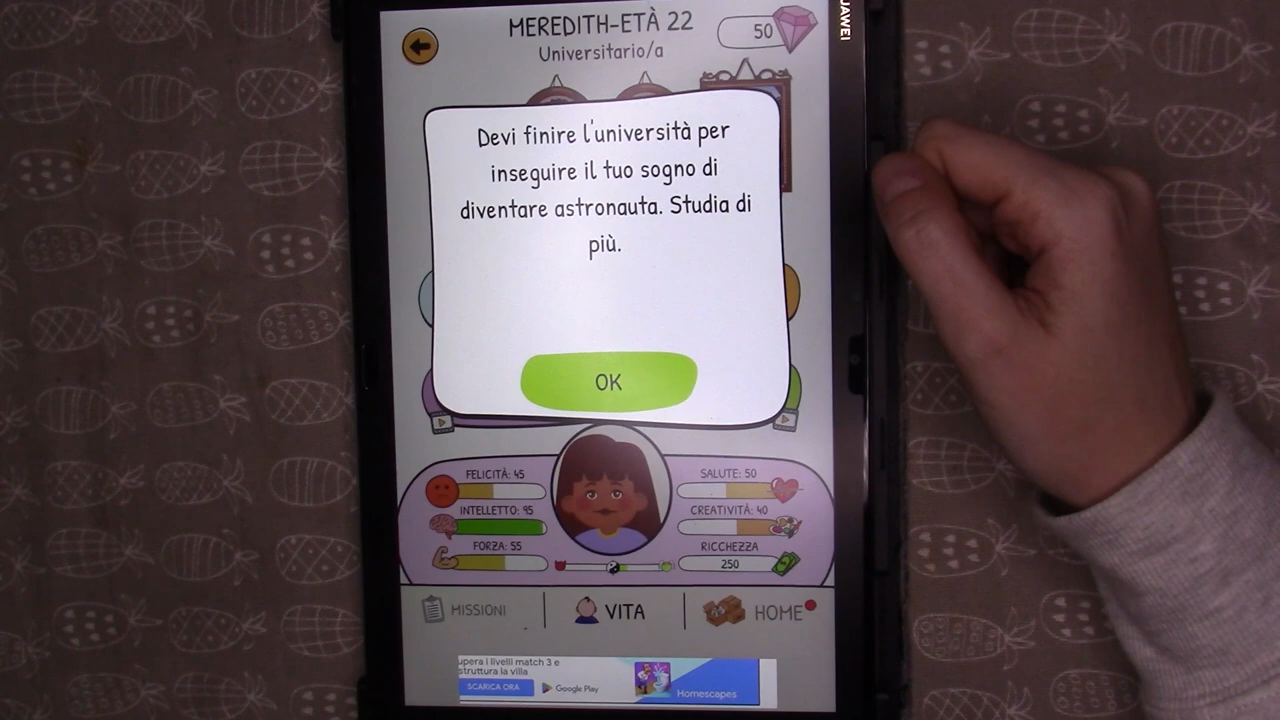 MEREDITH-ETÀ 22
Universitario/a
50
HUAWEI
Devi finire l'università per
inseguire il tuo sogno di
diventare astronauta. Studia di
più.
OK
FELICITÀ: 45
INTELLETTO: 95
FORZA: 55
SALUTE: 50
CREATIVITÀ: 40
RICCHEZZA
250
MISSIONI
VITA
HOME
upera i livelli match 3 e
struttura la villa
SCARICA ORA
Google Play
Homescapes